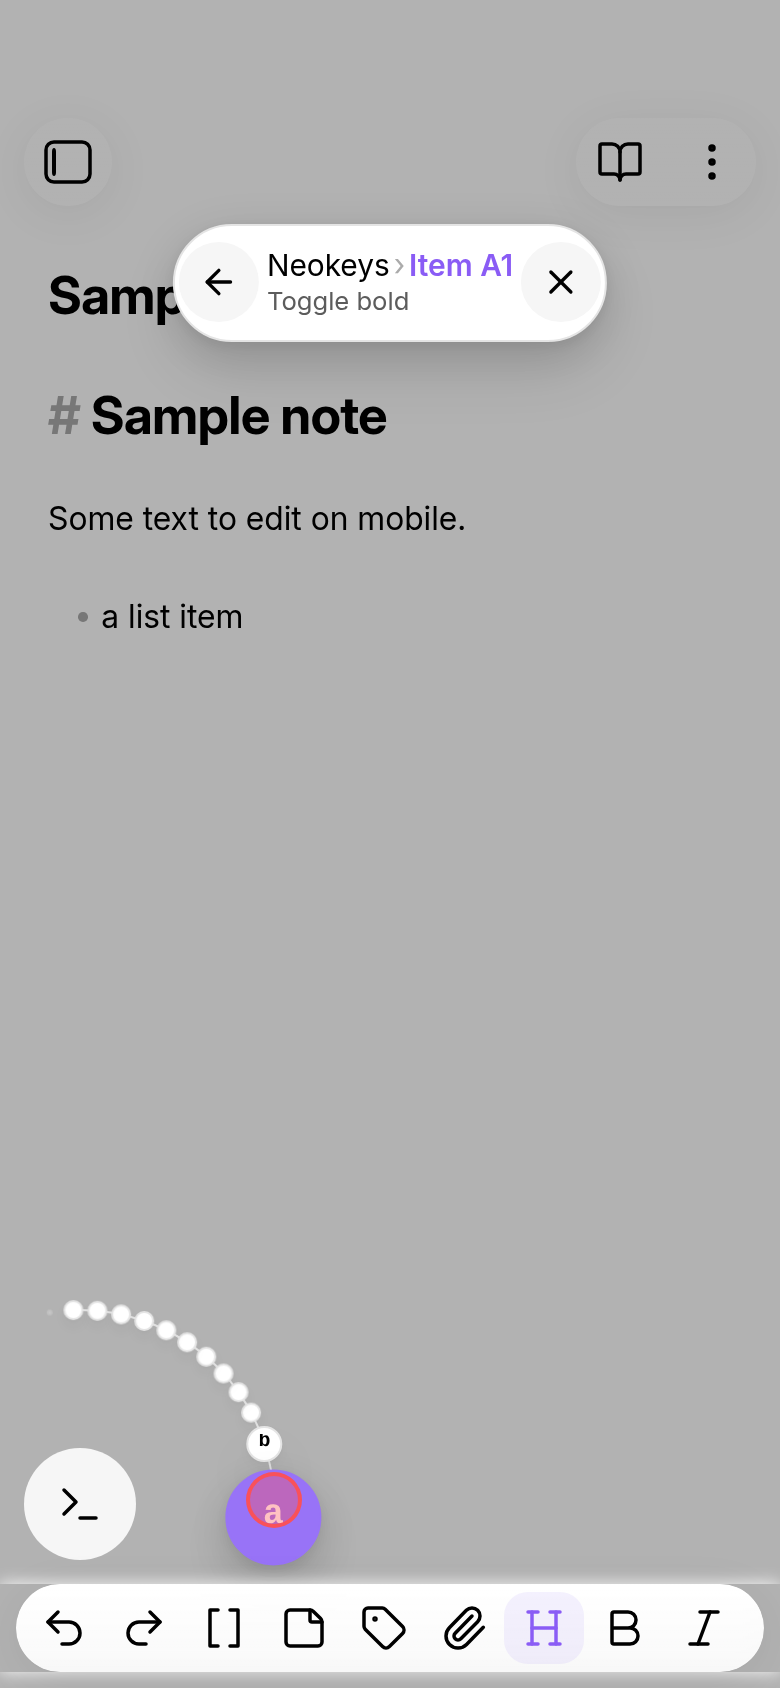 Neokeys › Item A1
Toggle bold
Samp
# Sample note
Some text to edit on mobile.
• a list item
b
a